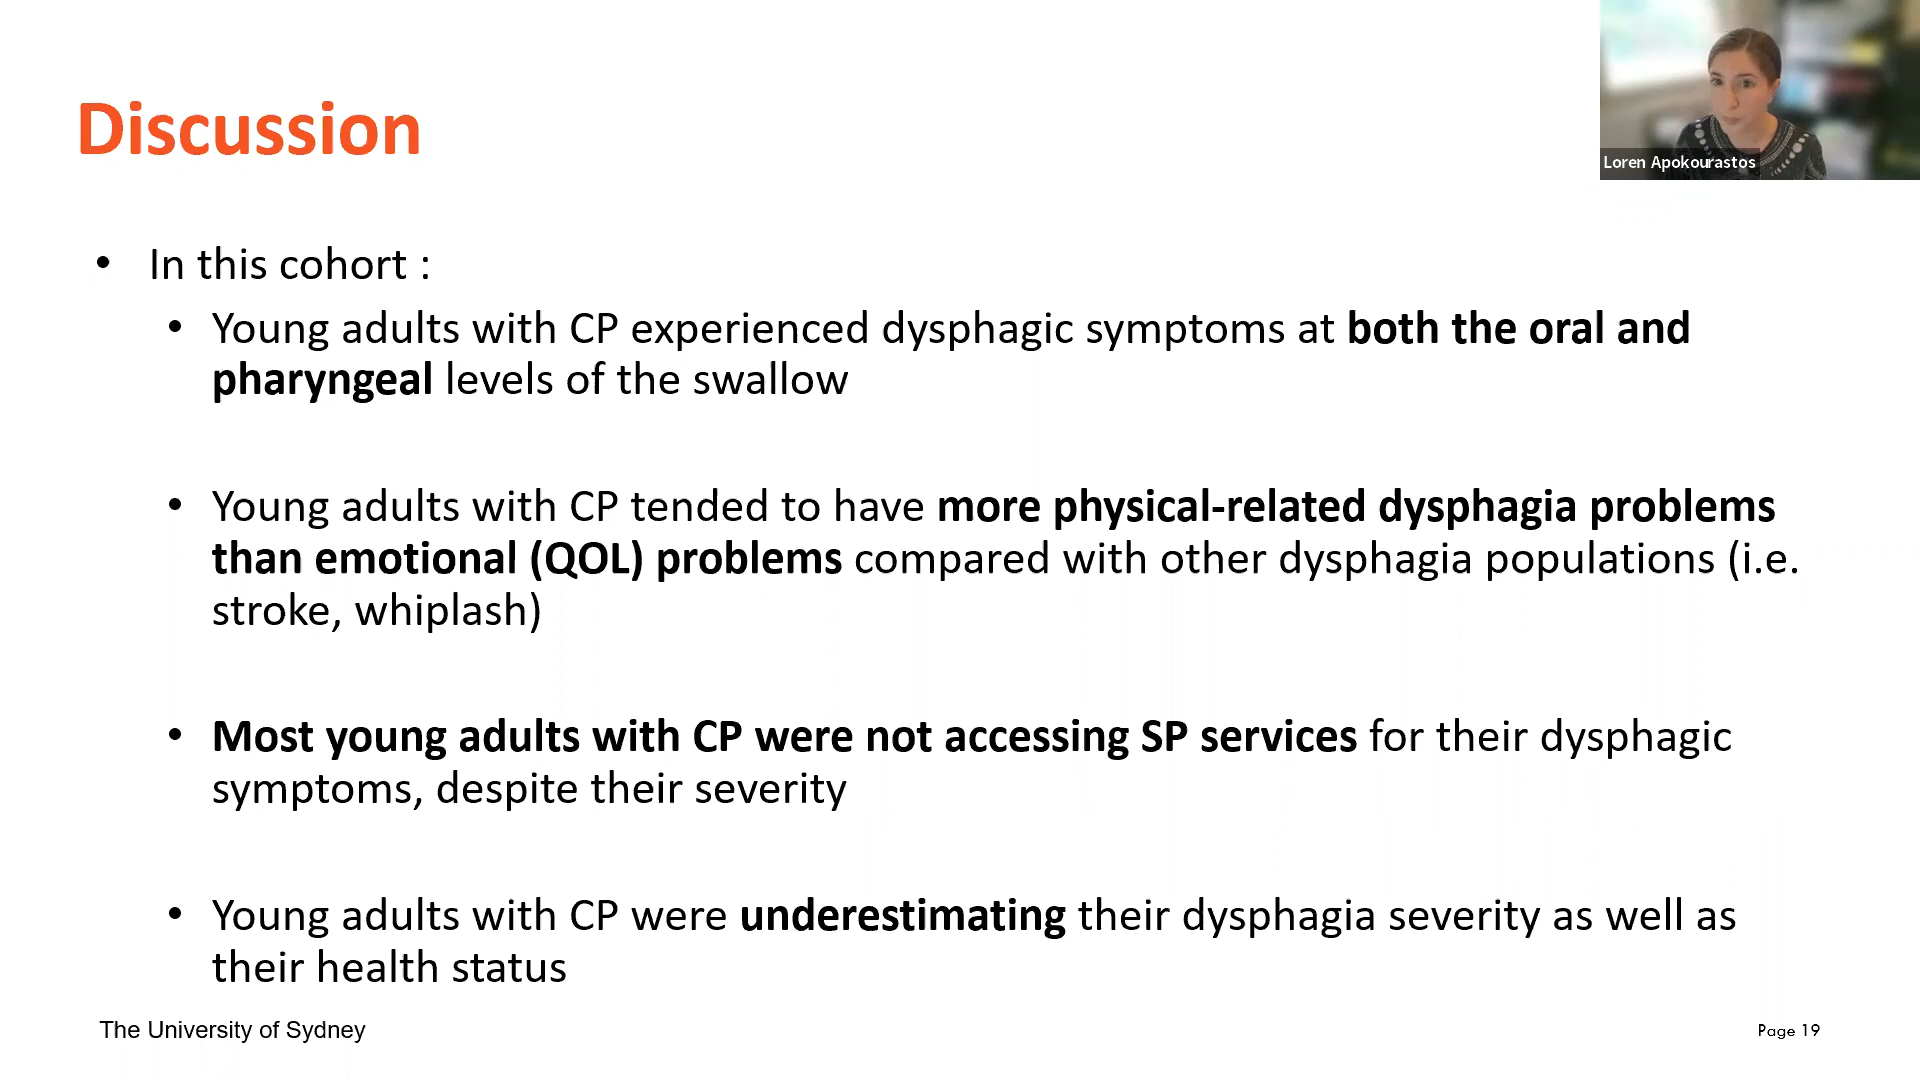 Discussion
Loren Apokourastos
• In this cohort :
• Young adults with CP experienced dysphagic symptoms at both the oral and
pharyngeal levels of the swallow
• Young adults with CP tended to have more physical-related dysphagia problems
than emotional (QOL) problems compared with other dysphagia populations (i.e.
stroke, whiplash)
• Most young adults with CP were not accessing SP services for their dysphagic
symptoms, despite their severity
• Young adults with CP were underestimating their dysphagia severity as well as
their health status
The University of Sydney
Page 19